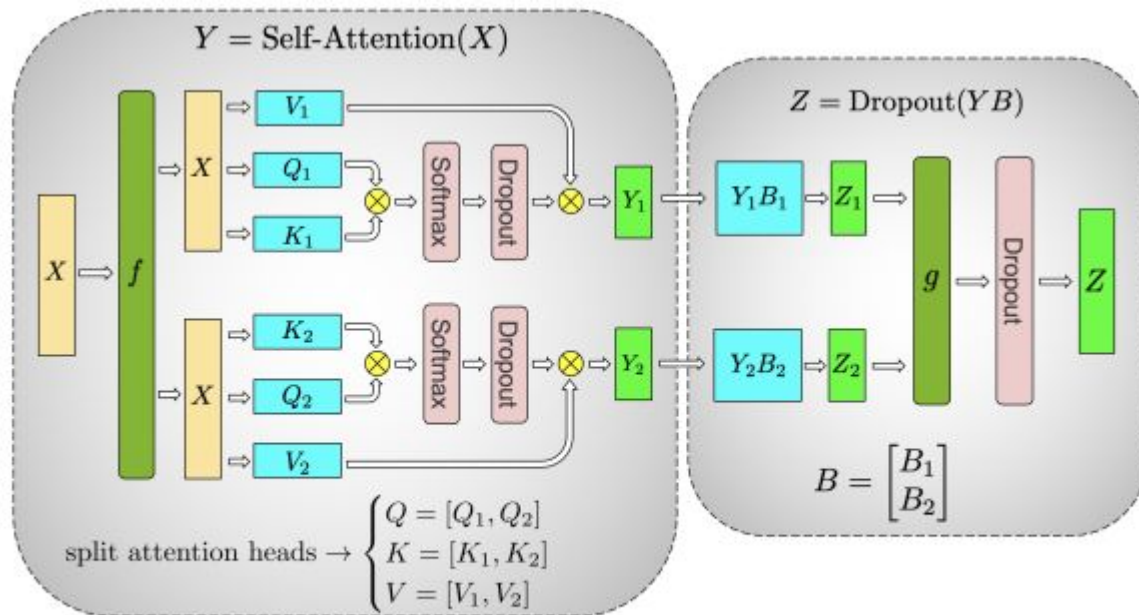 Y = Self-Attention(X)
X
f
X
V₁
Q₁
K₁
Softmax
Dropout
Y₁
X
K₂
Q₂
V₂
Softmax
Dropout
Y₂
split attention heads → { Q = [Q₁, Q₂]
K = [K₁, K₂]
V = [V₁, V₂]
Z = Dropout(YB)
Y₁B₁
Z₁
Y₂B₂
Z₂
g
Dropout
Z
B = [B₁
B₂]